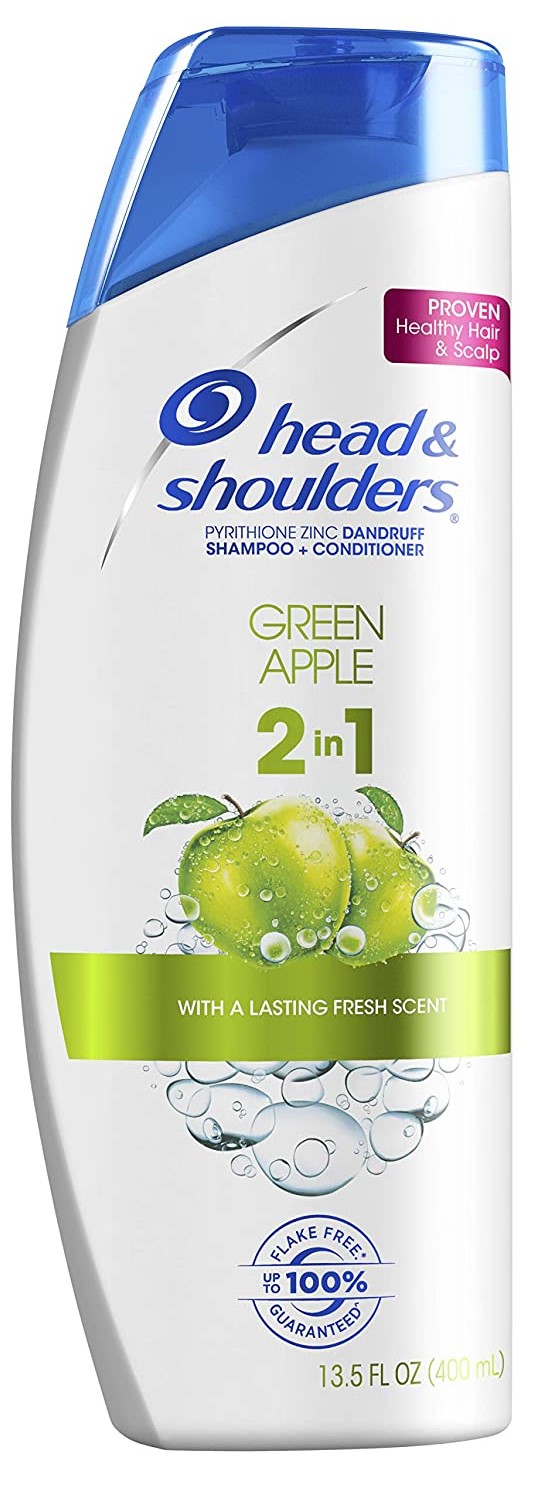 PROVEN
Healthy Hair
& Scalp
head &
shoulders®
PYRITHIONE ZINC DANDRUFF
SHAMPOO + CONDITIONER
GREEN
APPLE
2 in 1
WITH A LASTING FRESH SCENT
FLAKE FREE.*
UP TO 100%
GUARANTEED^
13.5 FL OZ (400 mL)